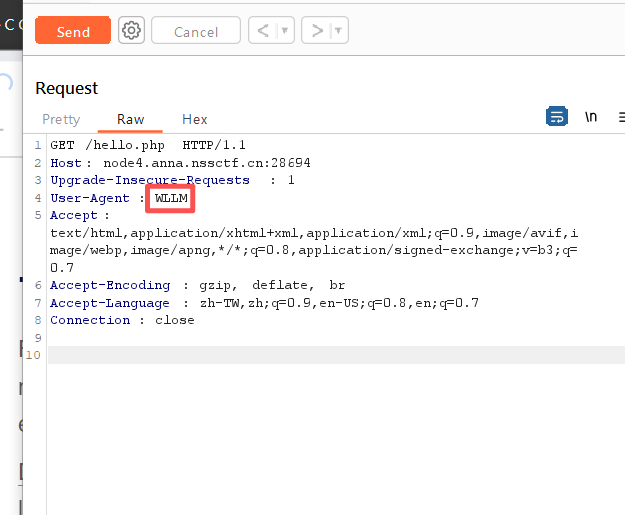 Send
Cancel
<
>
Request
Pretty
Raw
Hex
\n
1 GET /hello.php HTTP/1.1
2 Host : node4.anna.nssctf.cn:28694
3 Upgrade-Insecure-Requests : 1
4 User-Agent : WLLM
5 Accept :
text/html,application/xhtml+xml,application/xml;q=0.9,image/avif,i
mage/webp,image/apng,*/*;q=0.8,application/signed-exchange;v=b3;q=
0.7
6 Accept-Encoding : gzip, deflate, br
7 Accept-Language : zh-TW,zh;q=0.9,en-US;q=0.8,en;q=0.7
8 Connection : close
9
10